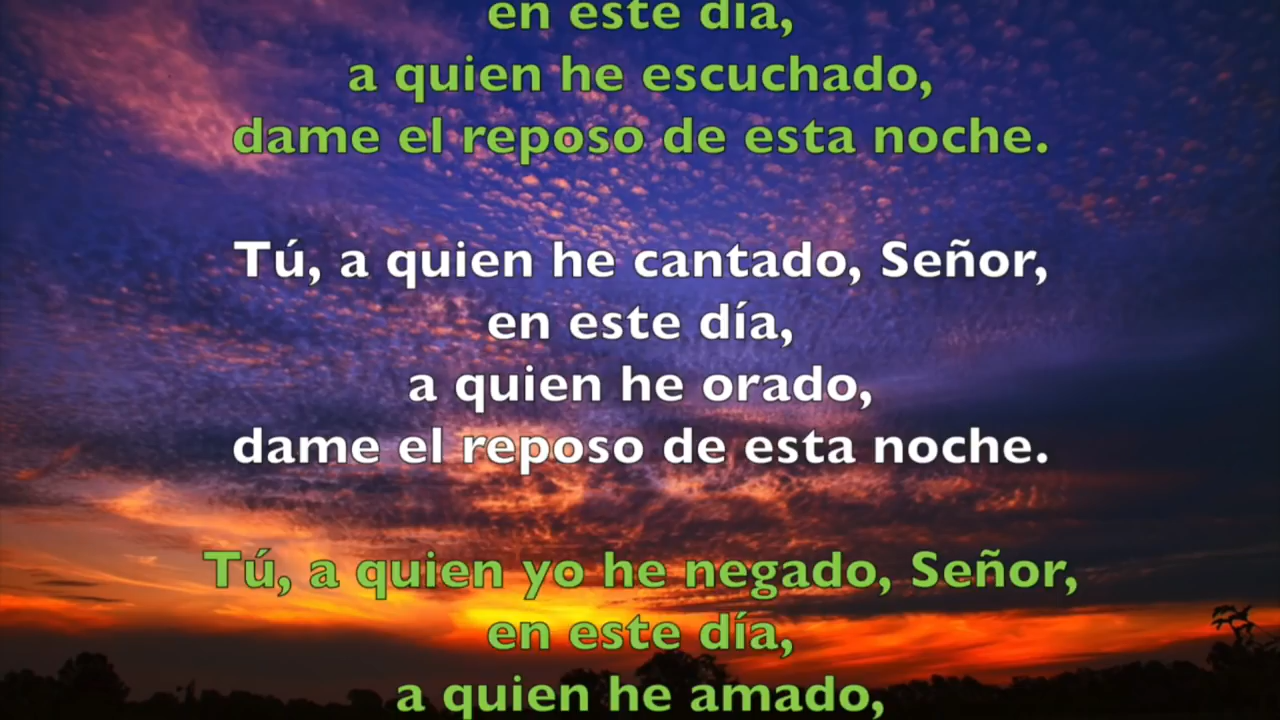 en este día,
a quien he escuchado,
dame el reposo de esta noche.
Tú, a quien he cantado, Señor,
en este día,
a quien he orado,
dame el reposo de esta noche.
Tú, a quien yo he negado, Señor,
en este día,
a quien he amado,